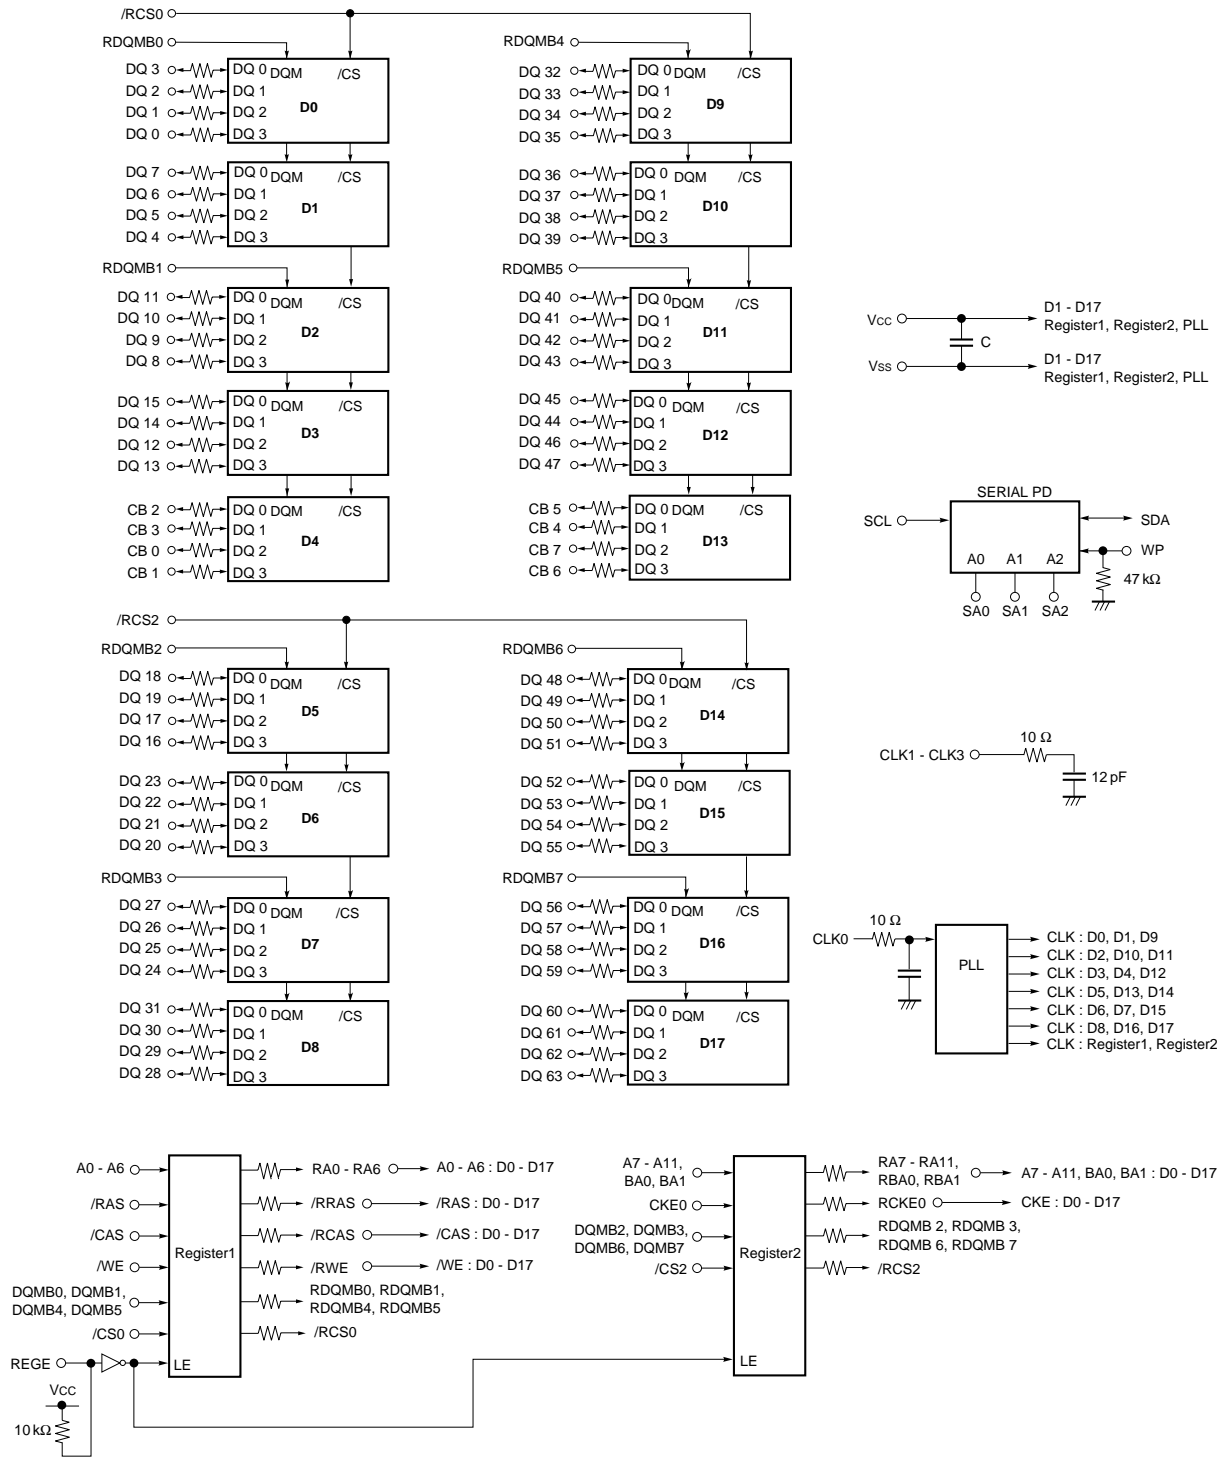 /RCS0
RDQMB0
DQ 3 DQ 0 DQM /CS
DQ 2 DQ 1
D0
DQ 1 DQ 2
DQ 0 DQ 3
DQ 7 DQ 0 DQM /CS
DQ 6 DQ 1
D1
DQ 5 DQ 2
DQ 4 DQ 3
RDQMB1
DQ 11 DQ 0 DQM /CS
DQ 10 DQ 1
D2
DQ 9 DQ 2
DQ 8 DQ 3
DQ 15 DQ 0 DQM /CS
DQ 14 DQ 1
D3
DQ 12 DQ 2
DQ 13 DQ 3
CB 2 DQ 0 DQM /CS
CB 3 DQ 1
D4
CB 0 DQ 2
CB 1 DQ 3
RDQMB4
DQ 32 DQ 0 DQM /CS
DQ 33 DQ 1
D9
DQ 34 DQ 2
DQ 35 DQ 3
DQ 36 DQ 0 DQM /CS
DQ 37 DQ 1
D10
DQ 38 DQ 2
DQ 39 DQ 3
RDQMB5
DQ 40 DQ 0 DQM /CS
DQ 41 DQ 1
D11
DQ 42 DQ 2
DQ 43 DQ 3
DQ 45 DQ 0 DQM /CS
DQ 44 DQ 1
D12
DQ 46 DQ 2
DQ 47 DQ 3
CB 5 DQ 0 DQM /CS
CB 4 DQ 1
D13
CB 7 DQ 2
CB 6 DQ 3
Vcc
D1 - D17
Register1, Register2, PLL
C
Vss
D1 - D17
Register1, Register2, PLL
SERIAL PD
SCL SDA
WP
A0 A1 A2
47 kΩ
SA0 SA1 SA2
/RCS2
RDQMB2
DQ 18 DQ 0 DQM /CS
DQ 19 DQ 1
D5
DQ 17 DQ 2
DQ 16 DQ 3
DQ 23 DQ 0 DQM /CS
DQ 22 DQ 1
D6
DQ 21 DQ 2
DQ 20 DQ 3
RDQMB3
DQ 27 DQ 0 DQM /CS
DQ 26 DQ 1
D7
DQ 25 DQ 2
DQ 24 DQ 3
DQ 31 DQ 0 DQM /CS
DQ 30 DQ 1
D8
DQ 29 DQ 2
DQ 28 DQ 3
RDQMB6
DQ 48 DQ 0 DQM /CS
DQ 49 DQ 1
D14
DQ 50 DQ 2
DQ 51 DQ 3
DQ 52 DQ 0 DQM /CS
DQ 53 DQ 1
D15
DQ 54 DQ 2
DQ 55 DQ 3
RDQMB7
DQ 56 DQ 0 DQM /CS
DQ 57 DQ 1
D16
DQ 58 DQ 2
DQ 59 DQ 3
DQ 60 DQ 0 DQM /CS
DQ 61 DQ 1
D17
DQ 62 DQ 2
DQ 63 DQ 3
10 Ω
CLK1 - CLK3
12 pF
10 Ω
CLK0
PLL
CLK : D0, D1, D9
CLK : D2, D10, D11
CLK : D3, D4, D12
CLK : D5, D13, D14
CLK : D6, D7, D15
CLK : D8, D16, D17
CLK : Register1, Register2
A0 - A6 RA0 - RA6 A0 - A6 : D0 - D17
/RAS /RRAS /RAS : D0 - D17
/CAS /RCAS /CAS : D0 - D17
Register1
/WE /RWE /WE : D0 - D17
DQMB0, DQMB1,
DQMB4, DQMB5
RDQMB0, RDQMB1,
RDQMB4, RDQMB5
/CS0 /RCS0
REGE LE
Vcc
10 kΩ
A7 - A11,
BA0, BA1
RA7 - RA11,
RBA0, RBA1
A7 - A11, BA0, BA1 : D0 - D17
CKE0 RCKE0 CKE : D0 - D17
DQMB2, DQMB3,
DQMB6, DQMB7
Register2
RDQMB 2, RDQMB 3,
RDQMB 6, RDQMB 7
/CS2 /RCS2
LE